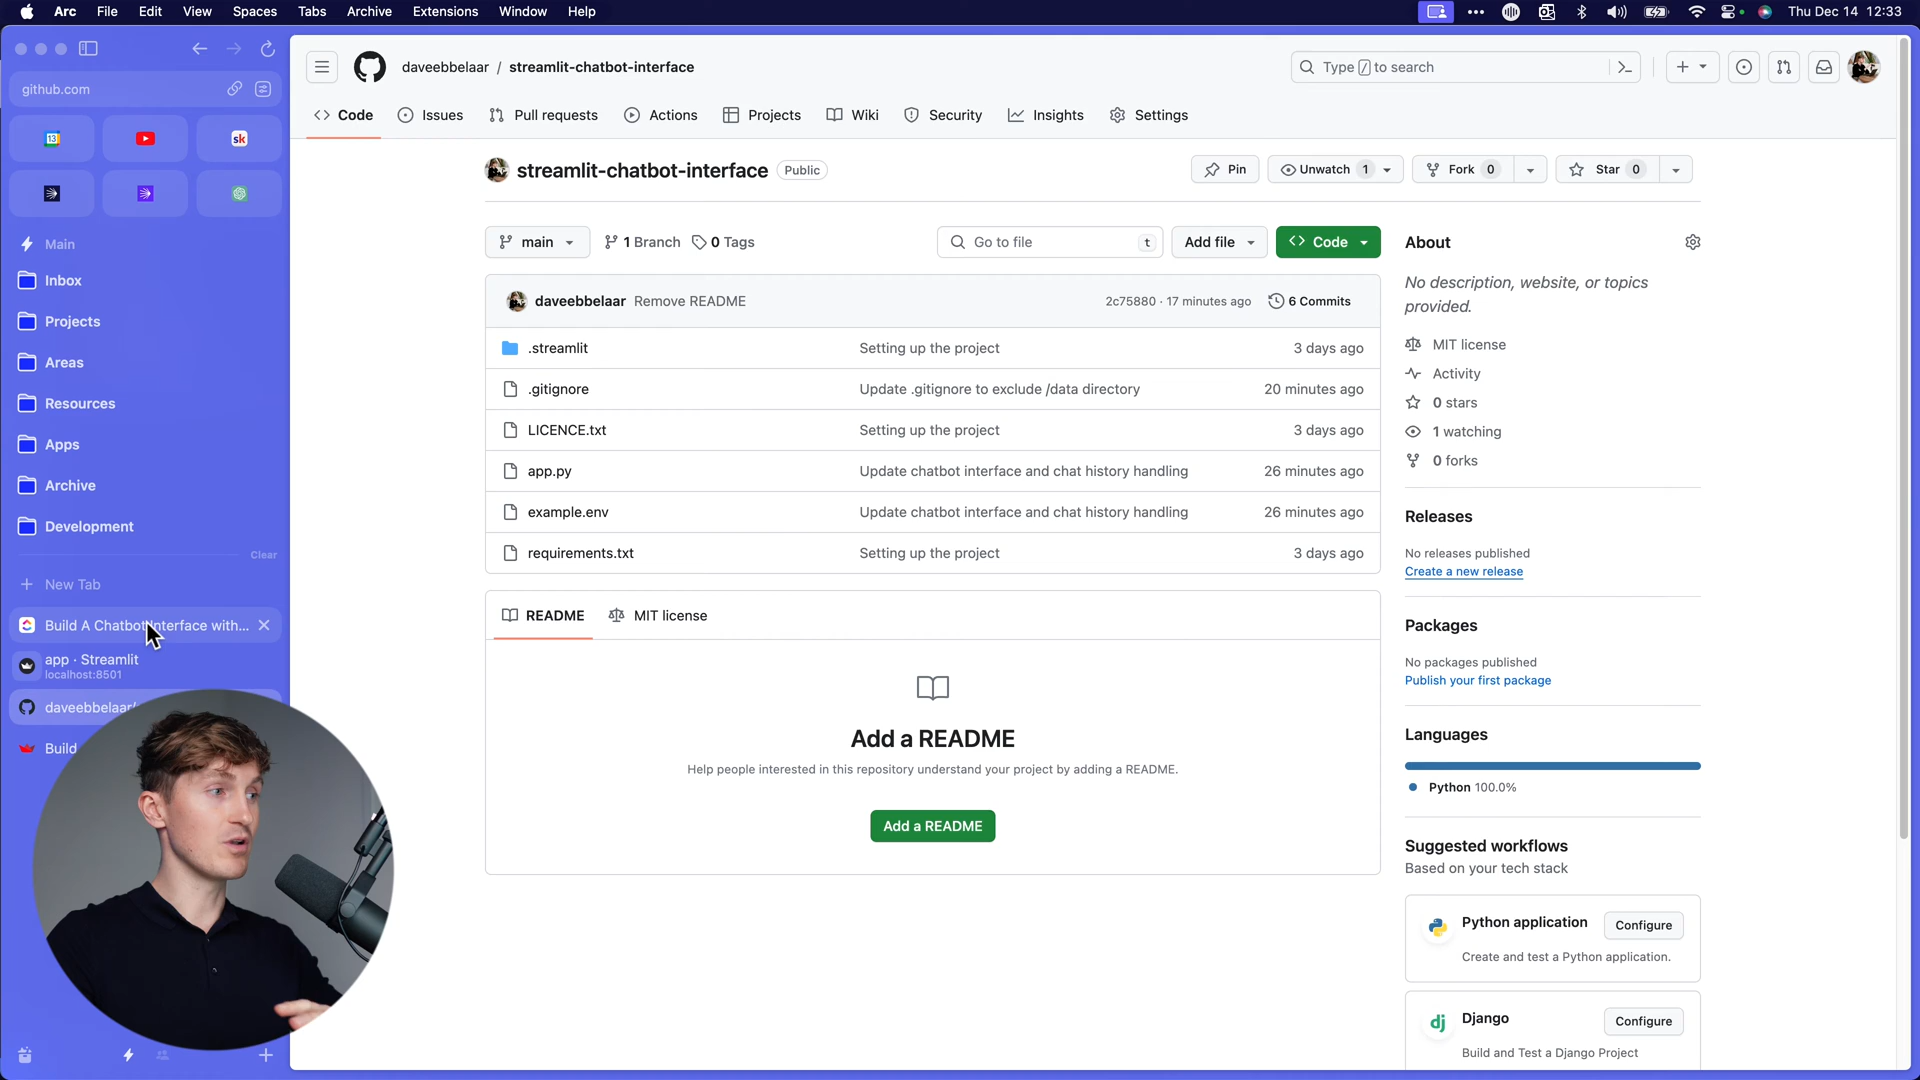 Arc File Edit View Spaces Tabs Archive Extensions Window Help
Thu Dec 14 12:33
github.com
13
sk
Main
Inbox
Projects
Areas
Resources
Apps
Archive
Development
Clear
New Tab
Build A Chatbot Interface with...
app · Streamlit
localhost:8501
daveebbelaar/
Build
daveebbelaar / streamlit-chatbot-interface
Type / to search
Code Issues Pull requests Actions Projects Wiki Security Insights Settings
streamlit-chatbot-interface Public
Pin Unwatch 1 Fork 0 Star 0
main 1 Branch 0 Tags Go to file t Add file Code
daveebbelaar Remove README 2c75880 · 17 minutes ago 6 Commits
.streamlit Setting up the project 3 days ago
.gitignore Update .gitignore to exclude /data directory 20 minutes ago
LICENCE.txt Setting up the project 3 days ago
app.py Update chatbot interface and chat history handling 26 minutes ago
example.env Update chatbot interface and chat history handling 26 minutes ago
requirements.txt Setting up the project 3 days ago
README MIT license
Add a README
Help people interested in this repository understand your project by adding a README.
Add a README
About
No description, website, or topics
provided.
MIT license
Activity
0 stars
1 watching
0 forks
Releases
No releases published
Create a new release
Packages
No packages published
Publish your first package
Languages
Python 100.0%
Suggested workflows
Based on your tech stack
Python application Configure
Create and test a Python application.
dj
Django Configure
Build and Test a Django Project